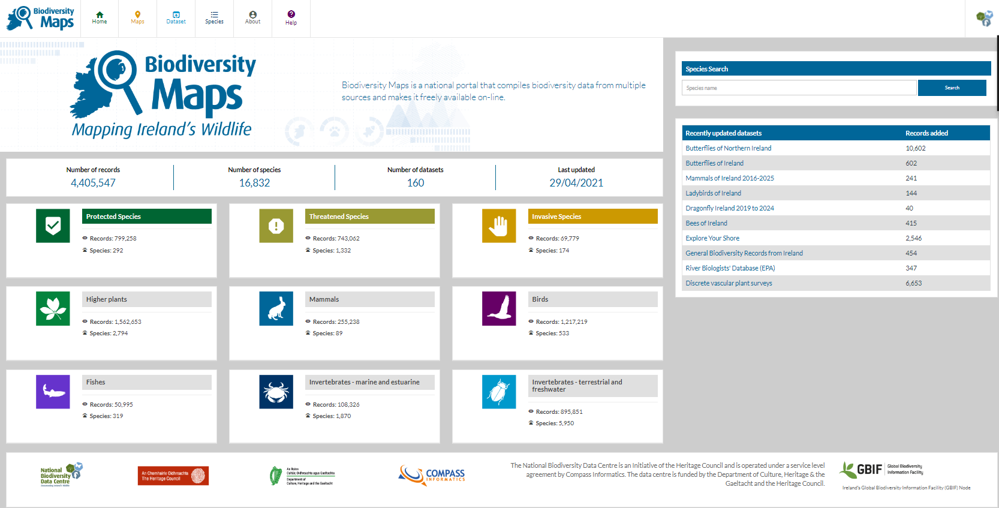 Biodiversity
Maps
Home
Maps
Dataset
Species
About
Help
Biodiversity
Maps
Mapping Ireland's Wildlife
Biodiversity Maps is a national portal that compiles biodiversity data from multiple
sources and makes it freely available on-line.
Number of records
4,405,547
Number of species
16,832
Number of datasets
160
Last updated
29/04/2021
Protected Species
Records: 799,258
Species: 292
Threatened Species
Records: 743,062
Species: 1,332
Invasive Species
Records: 69,779
Species: 174
Higher plants
Records: 1,562,653
Species: 2,794
Mammals
Records: 255,238
Species: 89
Birds
Records: 1,217,219
Species: 533
Fishes
Records: 50,995
Species: 319
Invertebrates - marine and estuarine
Records: 108,326
Species: 1,870
Invertebrates - terrestrial and
freshwater
Records: 895,851
Species: 5,950
Species Search
Species name
Search
Recently updated datasets Records added
Butterflies of Northern Ireland 10,602
Butterflies of Ireland 602
Mammals of Ireland 2016-2025 241
Ladybirds of Ireland 144
Dragonfly Ireland 2019 to 2024 40
Bees of Ireland 415
Explore Your Shore 2,546
General Biodiversity Records from Ireland 454
River Biologists' Database (EPA) 347
Discrete vascular plant surveys 6,653
National
Biodiversity
Data Centre
Documenting Ireland's Wildlife
An Chomhairle Oidhreachta
The Heritage Council
An Roinn
Cultúir, Oidhreachta agus Gaeltachta
Department of
Culture, Heritage and the Gaeltacht
COMPASS
INFORMATICS
The National Biodiversity Data Centre is an Initiative of the Heritage Council and is operated under a service level
agreement by Compass Informatics. The data centre is funded by the Department of Culture, Heritage & the
Gaeltacht and the Heritage Council.
GBIF
Global Biodiversity
Information Facility
Ireland's Global Biodiversity Information Facility (GBIF) Node